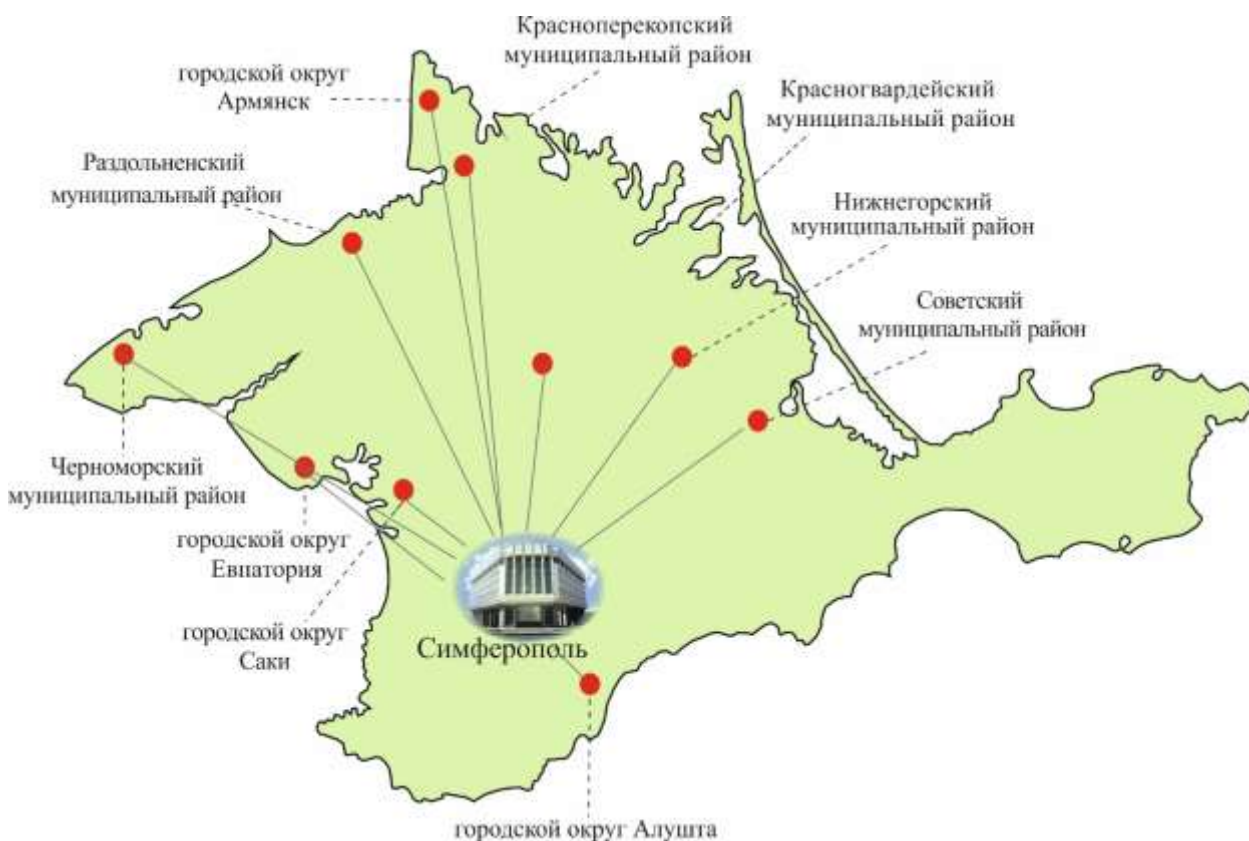 Красноперекопский
муниципальный район
городской округ
Армянск
Красногвардейский
муниципальный район
Раздольненский
муниципальный район
Нижнегорский
муниципальный район
Советский
муниципальный район
Черноморский
муниципальный район
городской округ
Евпатория
городской округ
Саки
Симферополь
городской округ Алушта